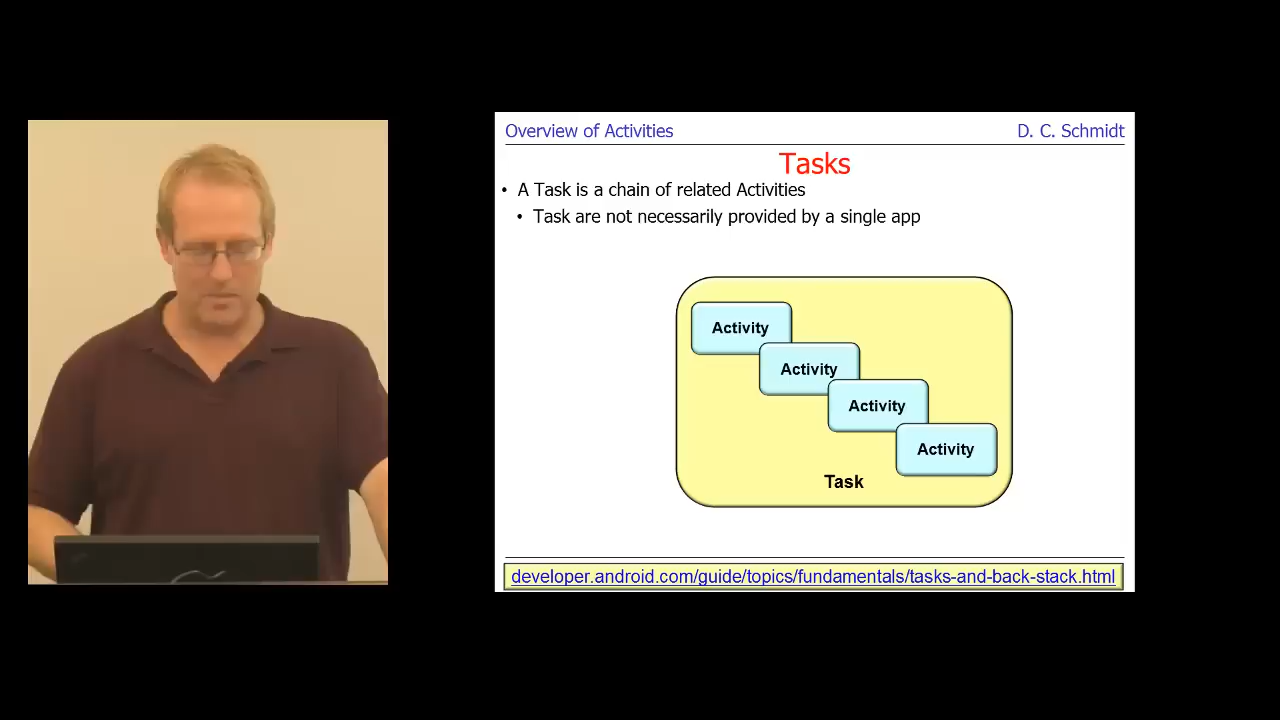 Overview of Activities
D. C. Schmidt
Tasks
• A Task is a chain of related Activities
• Task are not necessarily provided by a single app
Activity
Activity
Activity
Activity
Task
developer.android.com/guide/topics/fundamentals/tasks-and-back-stack.html